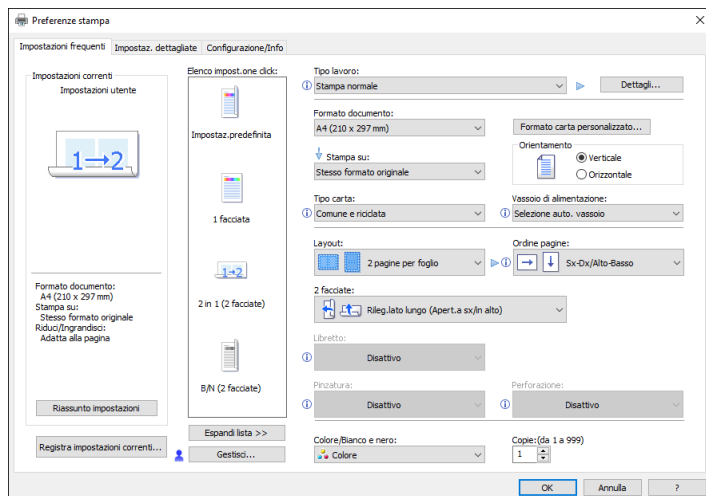 Preferenze stampa
Impostazioni frequenti
Impostaz. dettagliate
Configurazione/Info
Impostazioni correnti
Impostazioni utente
1→2
Formato documento:
A4 (210 x 297 mm)
Stampa su:
Stesso formato originale
Riduci/Ingrandisci:
Adatta alla pagina
Riassunto impostazioni
Registra impostazioni correnti...
Elenco impost.one click:
Impostaz.predefinita
1 facciata
1→2
2 in 1 (2 facciate)
B/N (2 facciate)
Espandi lista >>
Gestisci...
Tipo lavoro:
Stampa normale
Dettagli...
Formato documento:
A4 (210 x 297 mm)
Formato carta personalizzato...
Stampa su:
Stesso formato originale
Orientamento
Verticale
Orizzontale
Tipo carta:
Comune e riciclata
Vassoio di alimentazione:
Selezione auto. vassoio
Layout:
2 pagine per foglio
Ordine pagine:
Sx-Dx/Alto-Basso
2 facciate:
Rileg.lato lungo (Apert.a sx/in alto)
Libretto:
Disattivo
Pinzatura:
Disattivo
Perforazione:
Disattivo
Colore/Bianco e nero:
Colore
Copie:(da 1 a 999)
1
OK
Annulla
?